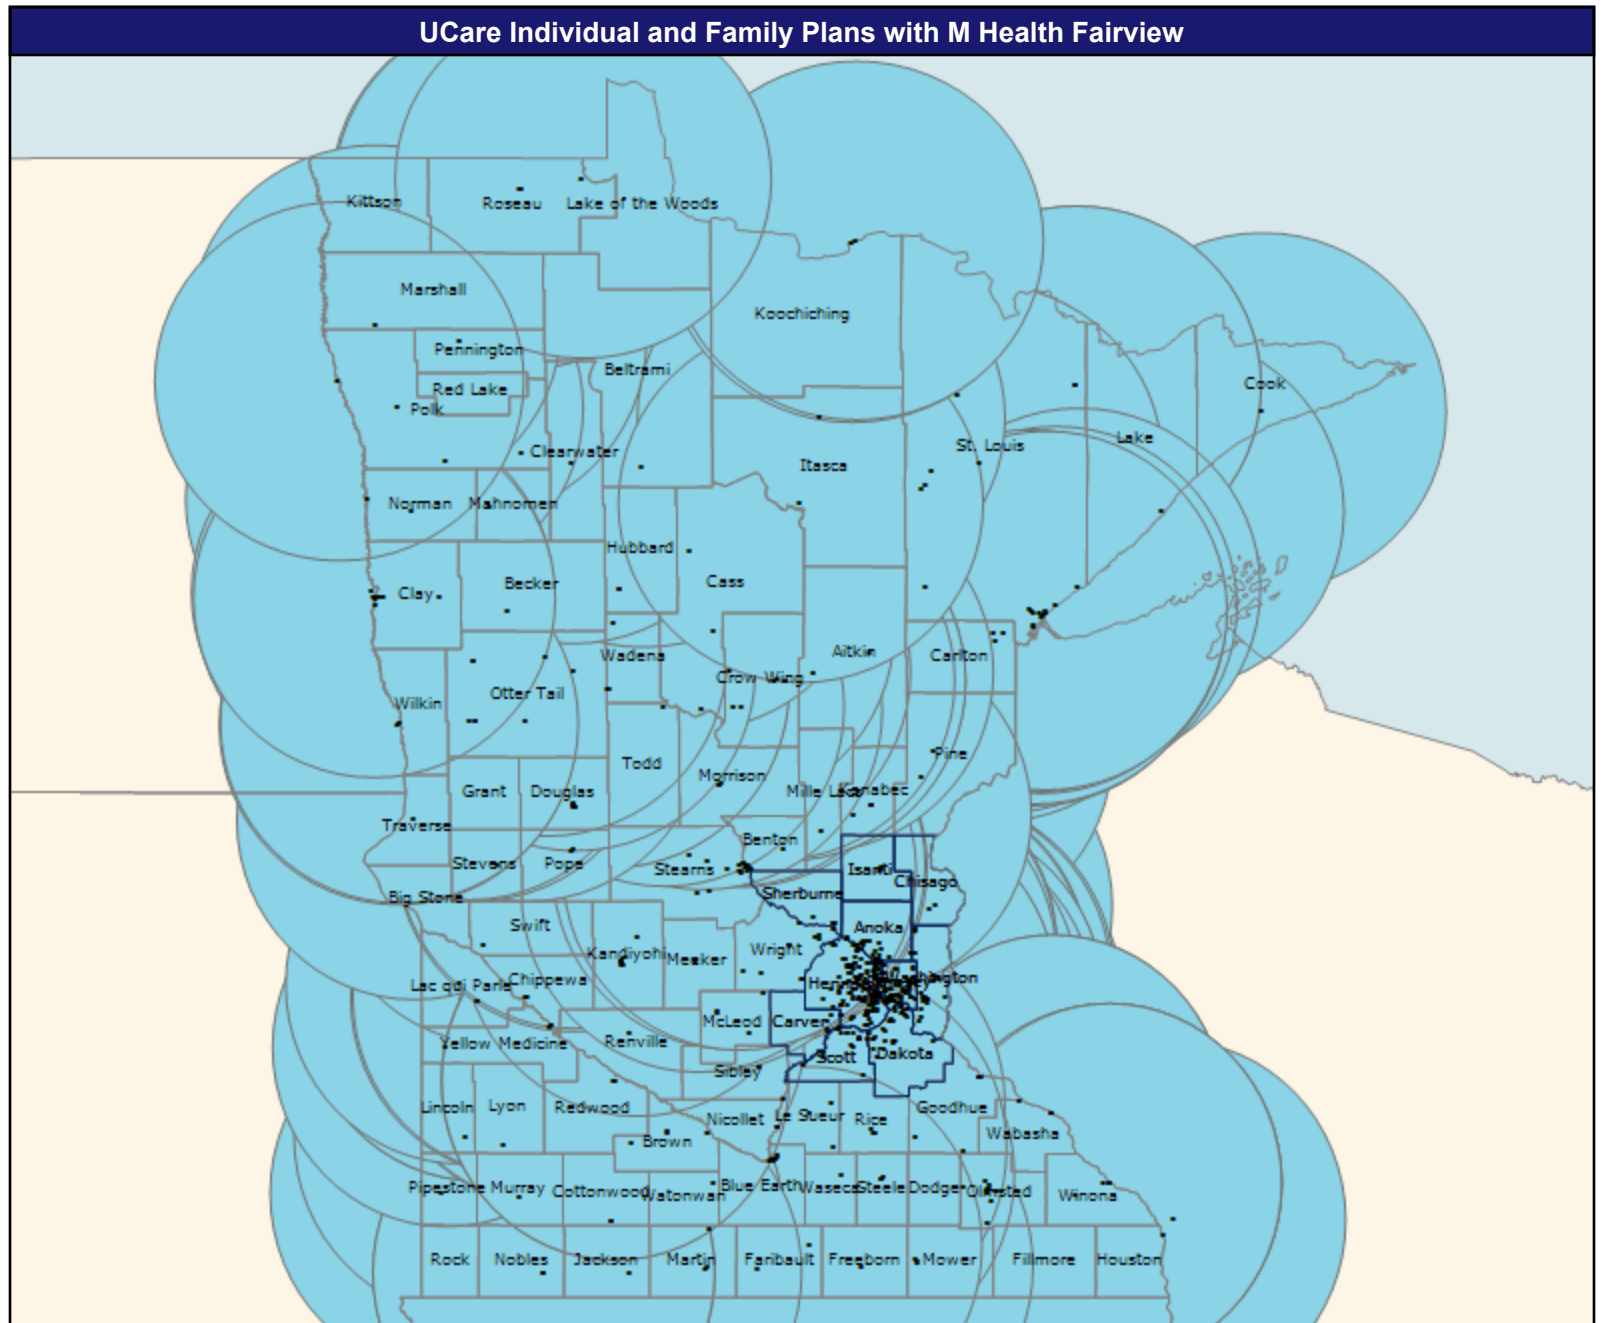 UCare Individual and Family Plans with M Health Fairview
Kittson
Roseau
Lake of the Woods
Marshall
Koochiching
Pennington
Beltrami
Red Lake
Cook
Polk
Lake
St. Louis
Clearwater
Itasca
Norman
Mahnomen
Hubbard
Cass
Becker
Clay
Aitkin
Wadena
Carlton
Crow Wing
Otter Tail
Wilkin
Pine
Todd
Morrison
Grant
Douglas
Mille Lacs
Kanabec
Traverse
Benton
Stevens
Pope
Stearns
Isanti
Chisago
Big Stone
Sherburne
Swift
Anoka
Wright
Kandiyohi
Meeker
Lac qui Parle
Chippewa
McLeod
Carver
Yellow Medicine
Renville
Scott
Dakota
Sibley
Lincoln
Lyon
Redwood
Goodhue
Nicollet
Le Sueur
Rice
Wabasha
Brown
Pipestone
Murray
Cottonwood
Watonwan
Blue Earth
Waseca
Steele
Dodge
Olmsted
Winona
Rock
Nobles
Jackson
Martin
Faribault
Freeborn
Mower
Fillmore
Houston